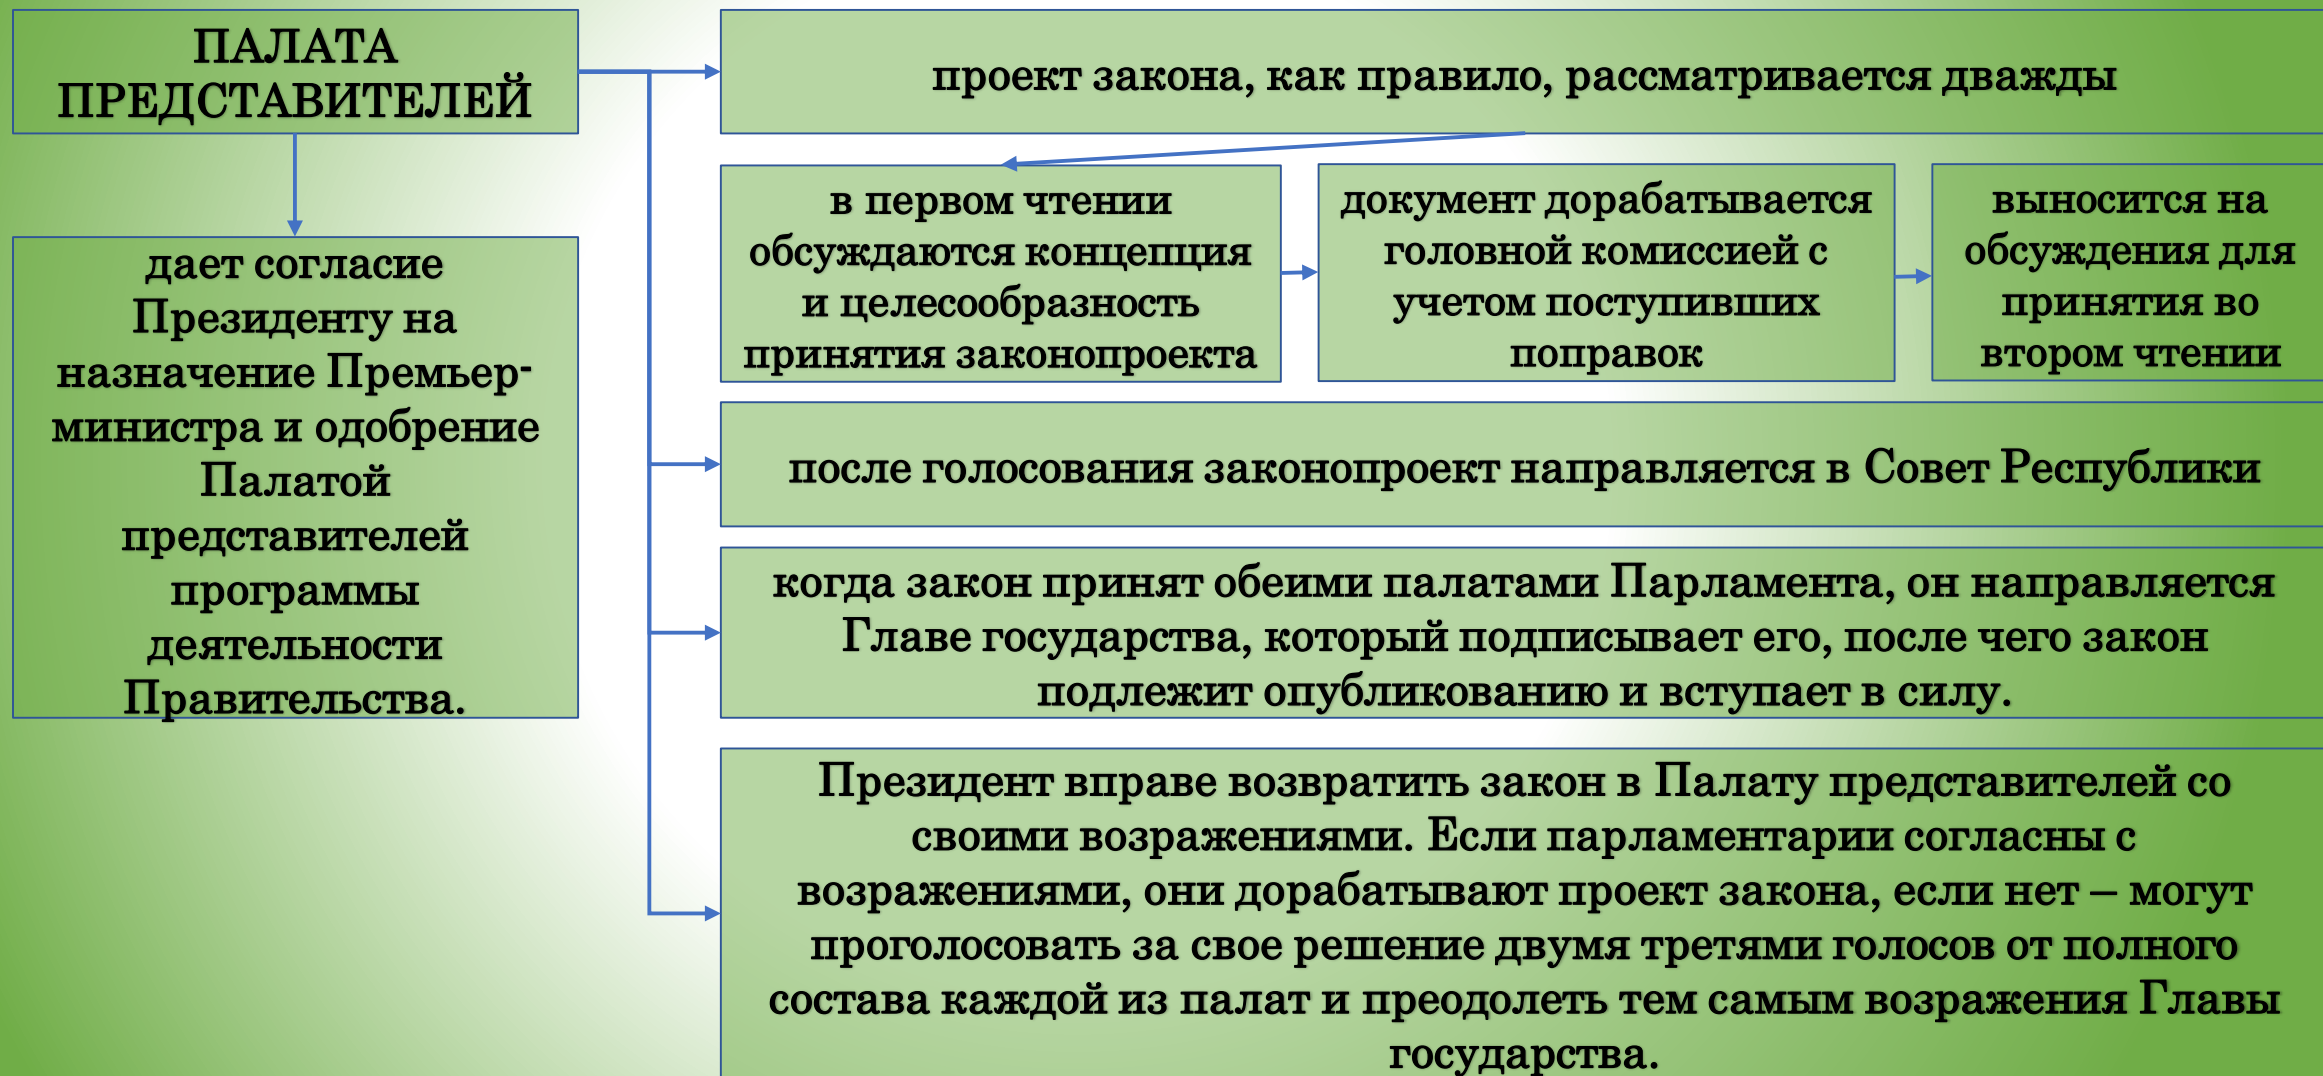 ПАЛАТА
ПРЕДСТАВИТЕЛЕЙ
дает согласие
Президенту на
назначение Премьер-
министра и одобрение
Палатой
представителей
программы
деятельности
Правительства.
проект закона, как правило, рассматривается дважды
в первом чтении
обсуждаются концепция
и целесообразность
принятия законопроекта
документ дорабатывается
головной комиссией с
учетом поступивших
поправок
выносится на
обсуждения для
принятия во
втором чтении
после голосования законопроект направляется в Совет Республики
когда закон принят обеими палатами Парламента, он направляется
Главе государства, который подписывает его, после чего закон
подлежит опубликованию и вступает в силу.
Президент вправе возвратить закон в Палату представителей со
своими возражениями. Если парламентарии согласны с
возражениями, они дорабатывают проект закона, если нет – могут
проголосовать за свое решение двумя третями голосов от полного
состава каждой из палат и преодолеть тем самым возражения Главы
государства.